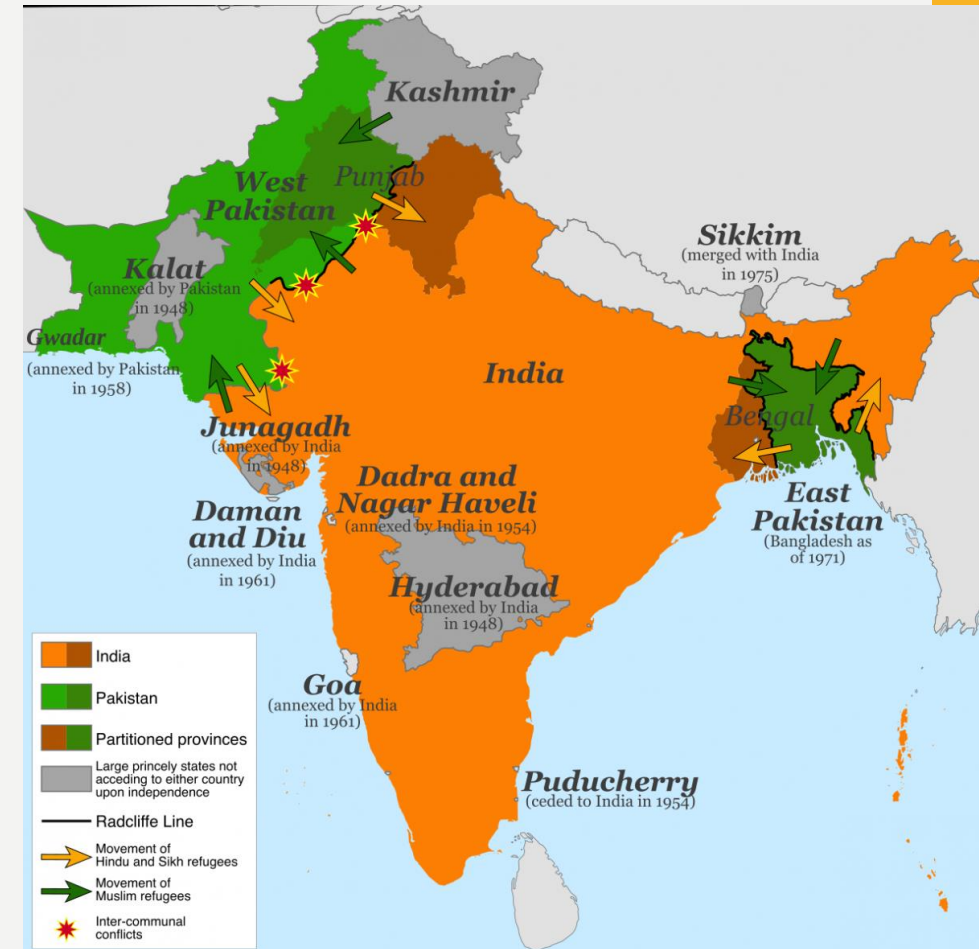 Kashmir
Punjab
West
Pakistan
Sikkim
(merged with India
in 1975)
Kalat
(annexed by Pakistan
in 1948)
Gwadar
(annexed by Pakistan
in 1958)
India
Bengal
Junagadh
(annexed by India
in 1948)
Dadra and
Nagar Haveli
(annexed by India in 1954)
Daman
and Diu
(annexed by India
in 1961)
East
Pakistan
(Bangladesh as
of 1971)
Hyderabad
(annexed by India
in 1948)
Goa
(annexed by India
in 1961)
Puducherry
(ceded to India in 1954)
India
Pakistan
Partitioned provinces
Large princely states not
acceding to either country
upon independence
Radcliffe Line
Movement of
Hindu and Sikh refugees
Movement of
Muslim refugees
Inter-communal
conflicts